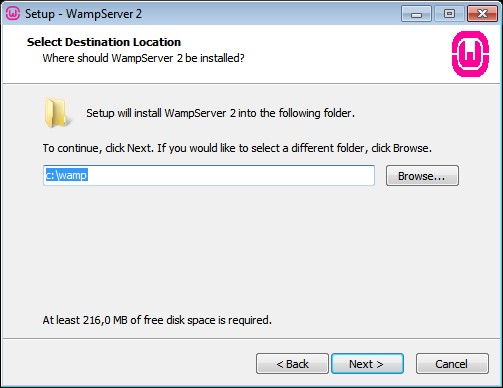 Setup - WampServer 2
Select Destination Location
Where should WampServer 2 be installed?
Setup will install WampServer 2 into the following folder.
To continue, click Next. If you would like to select a different folder, click Browse.
c:\wamp
Browse...
At least 216,0 MB of free disk space is required.
< Back
Next >
Cancel